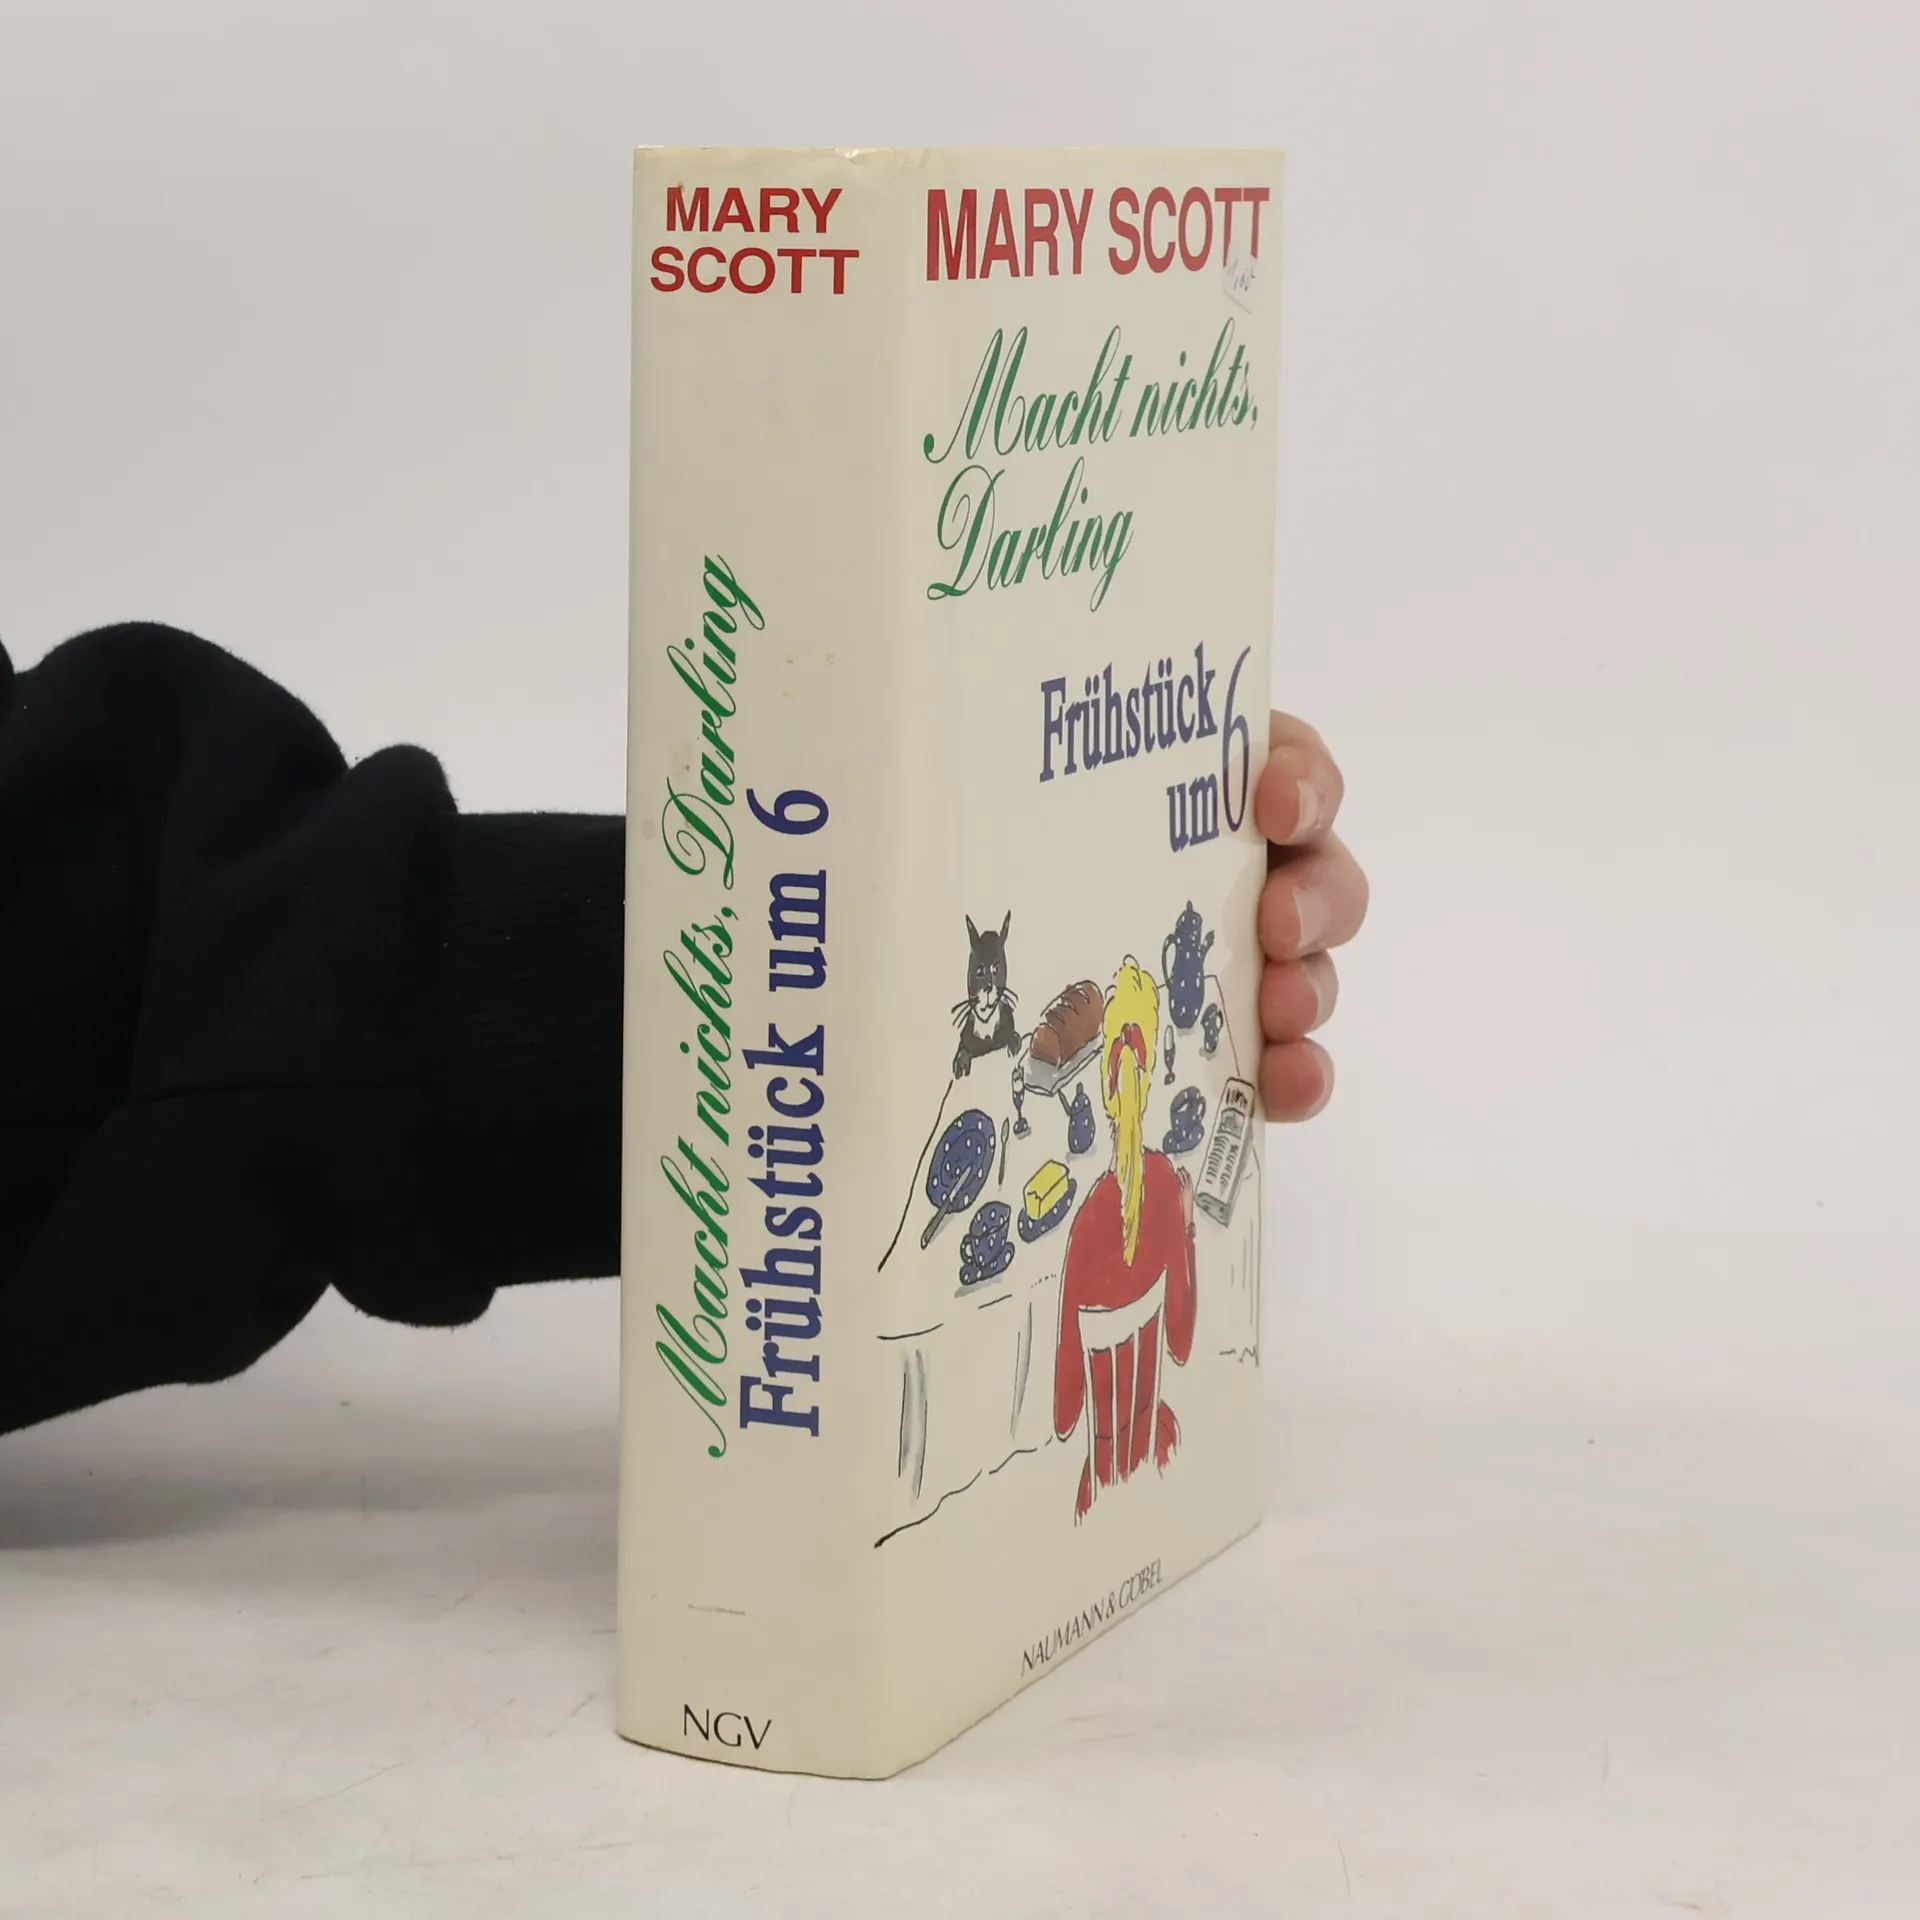 MARY
SCOTT
Macht nichts, Darling
Frühstück um 6
NGV
MARY SCOTT
Macht nichts,
Darling
Frühstück
um 6
NAUMANN & GÖBEL